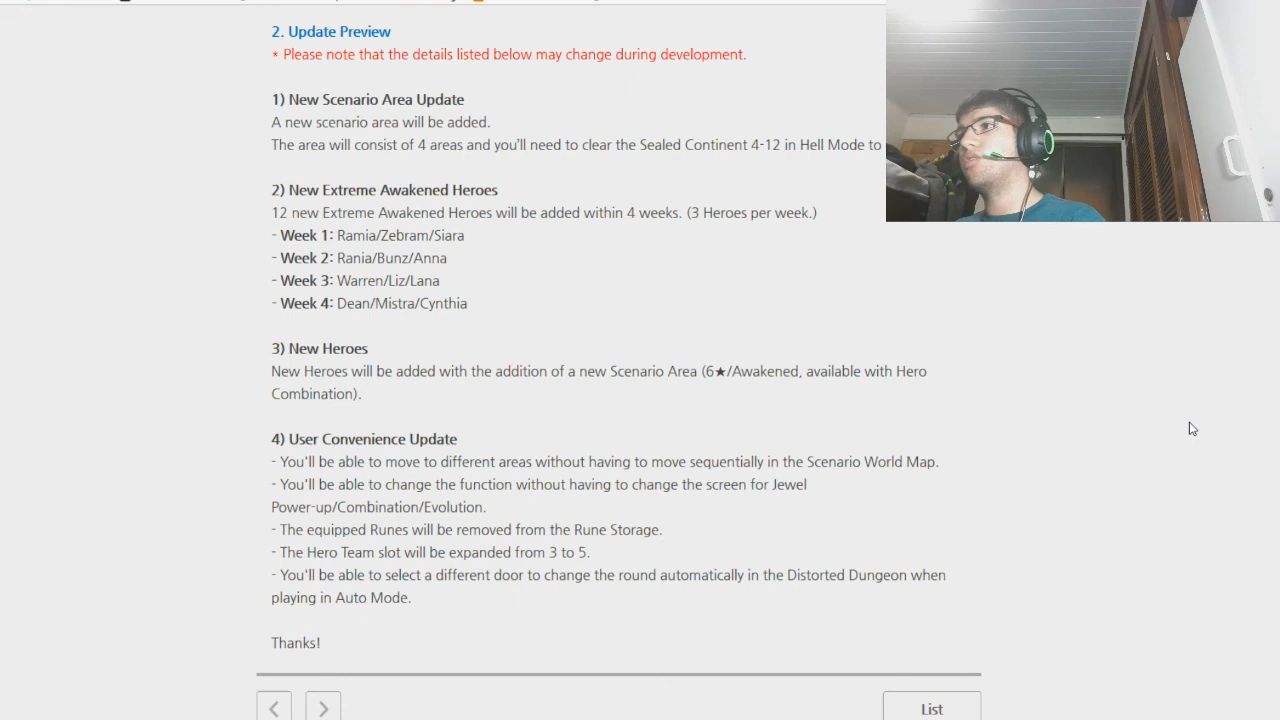 2. Update Preview
* Please note that the details listed below may change during development.
1) New Scenario Area Update
A new scenario area will be added.
The area will consist of 4 areas and you'll need to clear the Sealed Continent 4-12 in Hell Mode to
2) New Extreme Awakened Heroes
12 new Extreme Awakened Heroes will be added within 4 weeks. (3 Heroes per week.)
- Week 1: Ramia/Zebram/Siara
- Week 2: Rania/Bunz/Anna
- Week 3: Warren/Liz/Lana
- Week 4: Dean/Mistra/Cynthia
3) New Heroes
New Heroes will be added with the addition of a new Scenario Area (6★/Awakened, available with Hero
Combination).
4) User Convenience Update
- You'll be able to move to different areas without having to move sequentially in the Scenario World Map.
- You'll be able to change the function without having to change the screen for Jewel
Power-up/Combination/Evolution.
- The equipped Runes will be removed from the Rune Storage.
- The Hero Team slot will be expanded from 3 to 5.
- You'll be able to select a different door to change the round automatically in the Distorted Dungeon when
playing in Auto Mode.
Thanks!
< > List